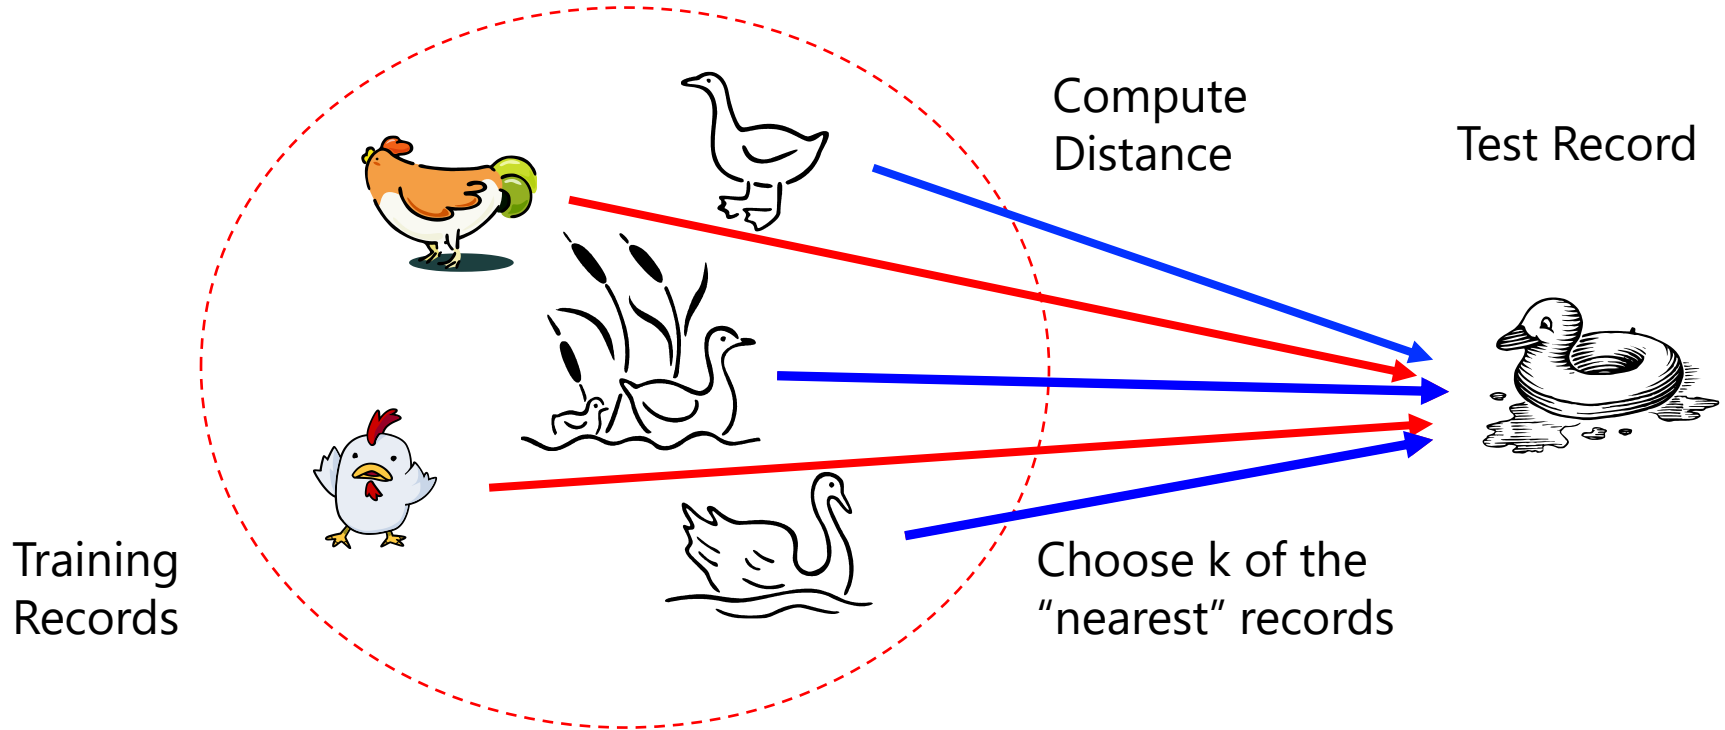 Compute
Distance
Test Record
Training
Records
Choose k of the
“nearest” records